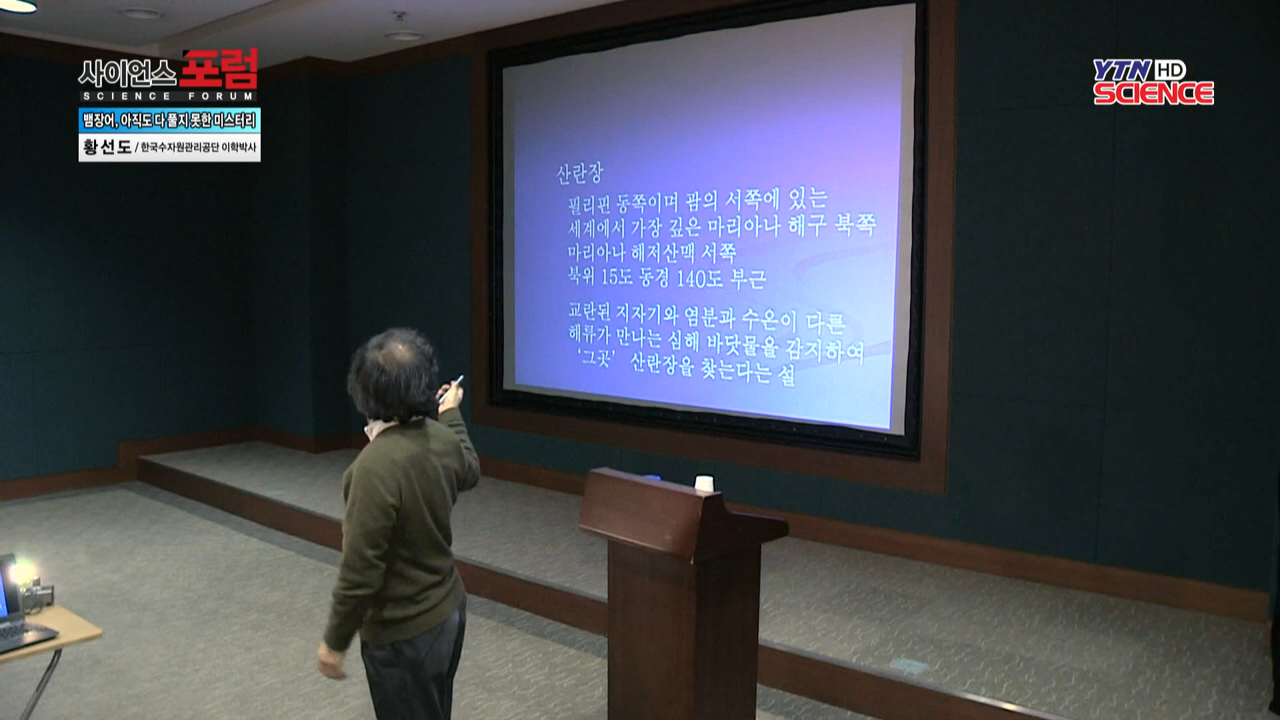 사이언스 포럼
SCIENCE FORUM
뱀장어, 아직도 다 풀지 못한 미스터리
황선도 / 한국수자원관리공단 이학박사
YTN HD
SCIENCE
산란장
필리핀 동쪽이며 괌의 서쪽에 있는
세계에서 가장 깊은 마리아나 해구 북쪽
마리아나 해저산맥 서쪽
북위 15도 동경 140도 부근
교란된 지자기와 염분과 수온이 다른
해류가 만나는 심해 바닷물을 감지하여
‘그곳’ 산란장을 찾는다는 설